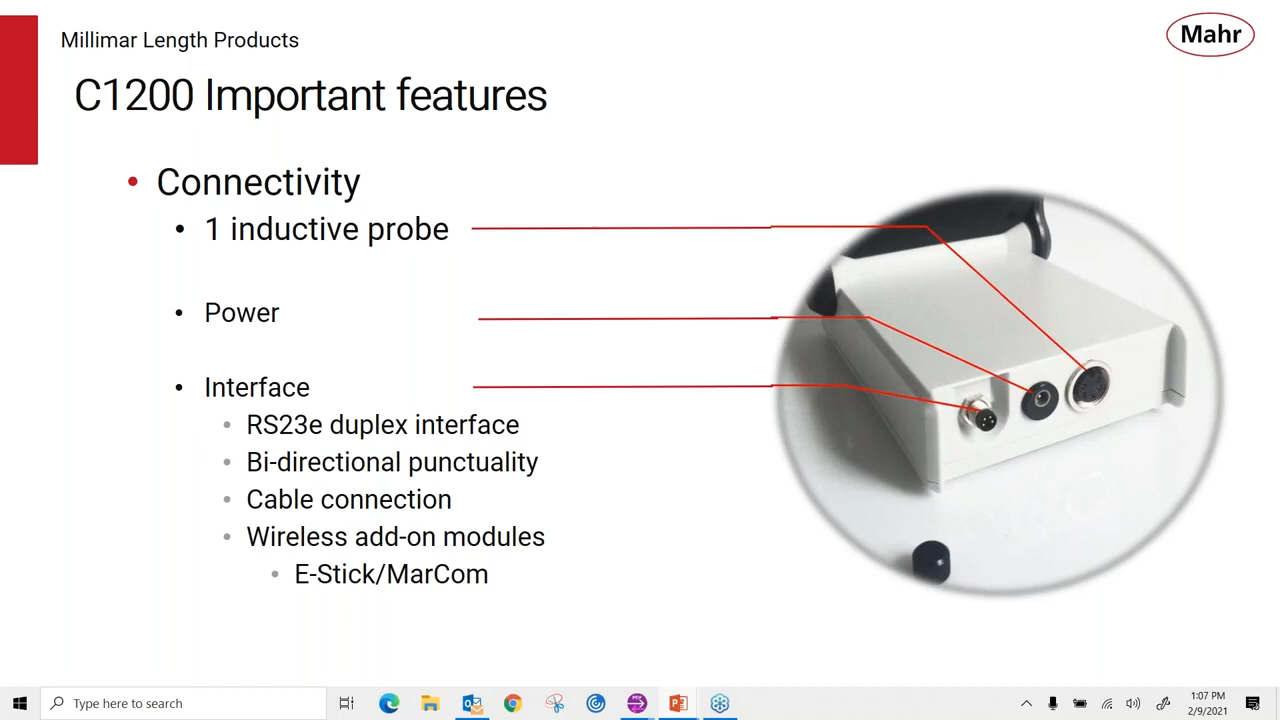 Millimar Length Products
Mahr
C1200 Important features
• Connectivity
• 1 inductive probe
• Power
• Interface
• RS23e duplex interface
• Bi-directional punctuality
• Cable connection
• Wireless add-on modules
• E-Stick/MarCom
Type here to search
1:07 PM
2/9/2021